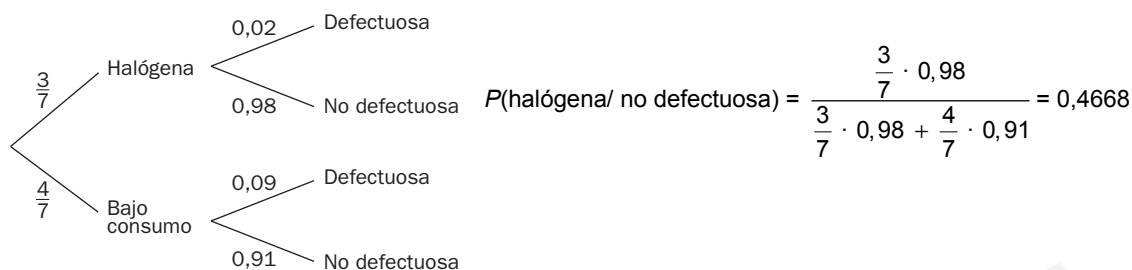 0,02 Defectuosa
3/7 Halógena
0,98 No defectuosa
P(halógena/ no defectuosa) = (3/7 · 0,98) / (3/7 · 0,98 + 4/7 · 0,91) = 0,4668
4/7 Bajo
consumo
0,09 Defectuosa
0,91 No defectuosa